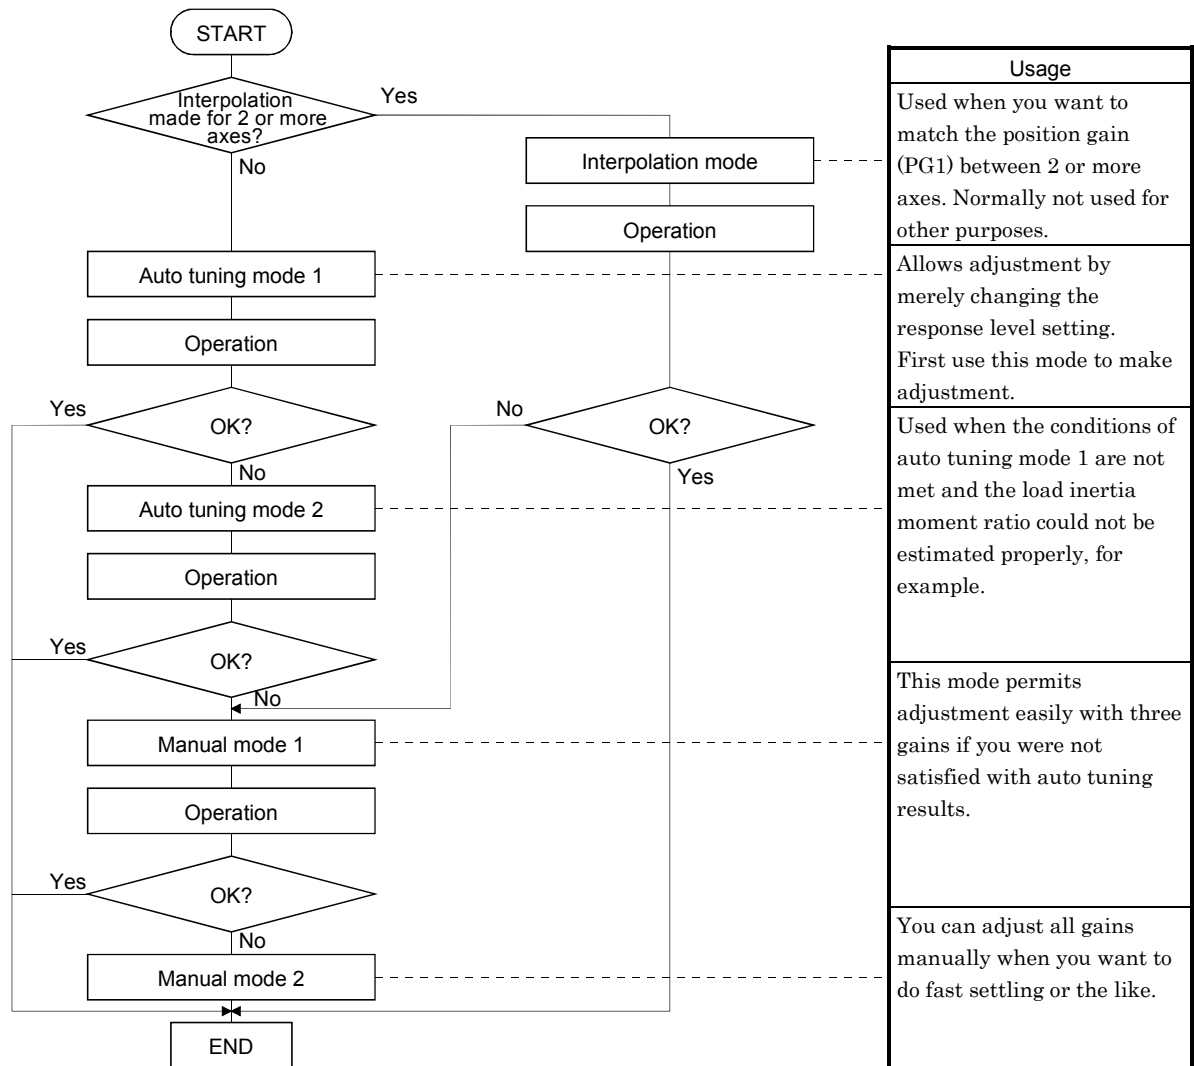 START
Interpolation
made for 2 or more
axes?
Yes
No
Interpolation mode
Operation
Auto tuning mode 1
Operation
Yes
OK?
No
No
OK?
Yes
Auto tuning mode 2
Operation
Yes
OK?
No
Manual mode 1
Operation
Yes
OK?
No
Manual mode 2
END
Usage
Used when you want to
match the position gain
(PG1) between 2 or more
axes. Normally not used for
other purposes.
Allows adjustment by
merely changing the
response level setting.
First use this mode to make
adjustment.
Used when the conditions of
auto tuning mode 1 are not
met and the load inertia
moment ratio could not be
estimated properly, for
example.
This mode permits
adjustment easily with three
gains if you were not
satisfied with auto tuning
results.
You can adjust all gains
manually when you want to
do fast settling or the like.